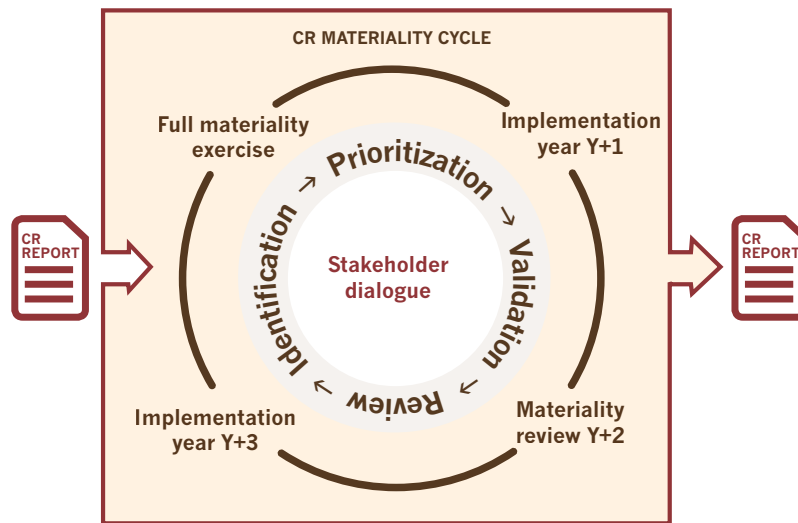 CR MATERIALITY CYCLE
Full materiality
exercise
Implementation
year Y+1
Prioritization
Validation
Review
Identification
Stakeholder
dialogue
CR
REPORT
CR
REPORT
Implementation
year Y+3
Materiality
review Y+2